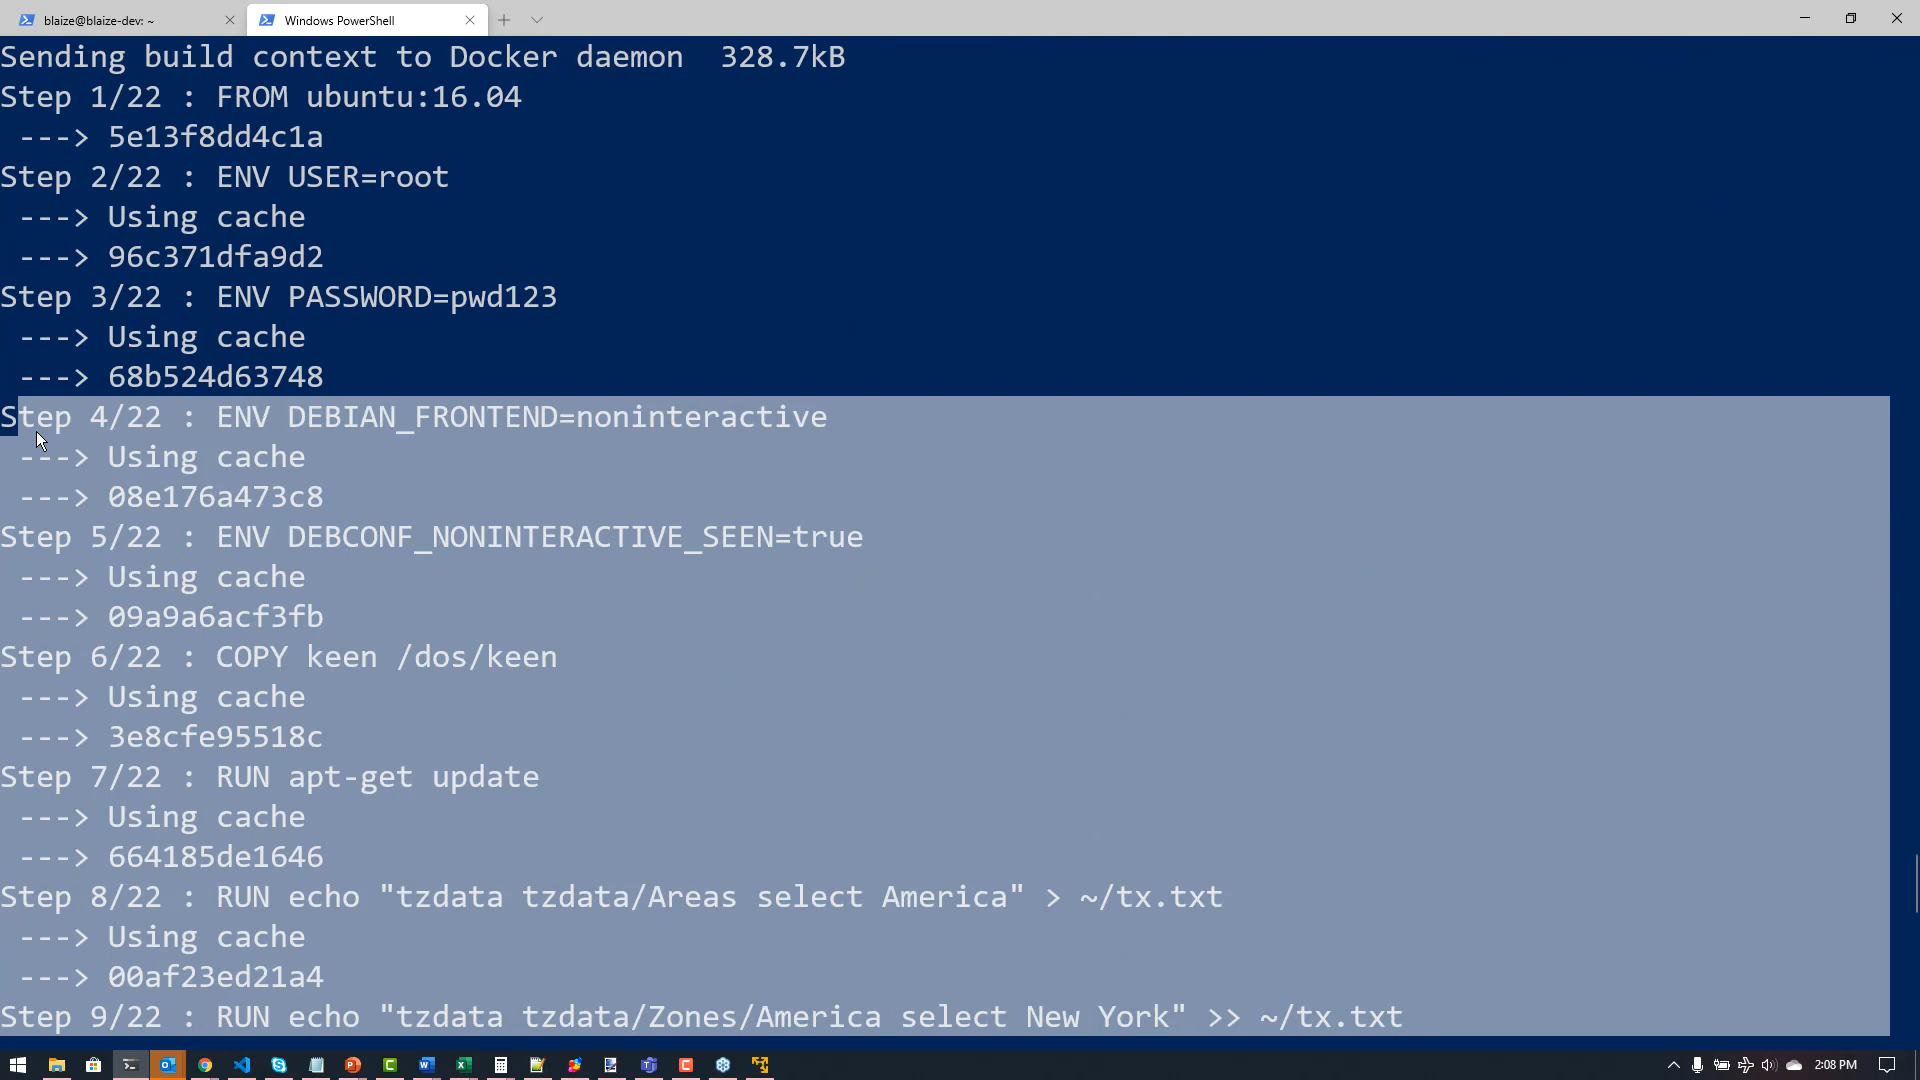 blaize@blaize-dev: ~
Windows PowerShell
Sending build context to Docker daemon  328.7kB
Step 1/22 : FROM ubuntu:16.04
 ---> 5e13f8dd4c1a
Step 2/22 : ENV USER=root
 ---> Using cache
 ---> 96c371dfa9d2
Step 3/22 : ENV PASSWORD=pwd123
 ---> Using cache
 ---> 68b524d63748
Step 4/22 : ENV DEBIAN_FRONTEND=noninteractive
 ---> Using cache
 ---> 08e176a473c8
Step 5/22 : ENV DEBCONF_NONINTERACTIVE_SEEN=true
 ---> Using cache
 ---> 09a9a6acf3fb
Step 6/22 : COPY keen /dos/keen
 ---> Using cache
 ---> 3e8cfe95518c
Step 7/22 : RUN apt-get update
 ---> Using cache
 ---> 664185de1646
Step 8/22 : RUN echo "tzdata tzdata/Areas select America" > ~/tx.txt
 ---> Using cache
 ---> 00af23ed21a4
Step 9/22 : RUN echo "tzdata tzdata/Zones/America select New York" >> ~/tx.txt
2:08 PM